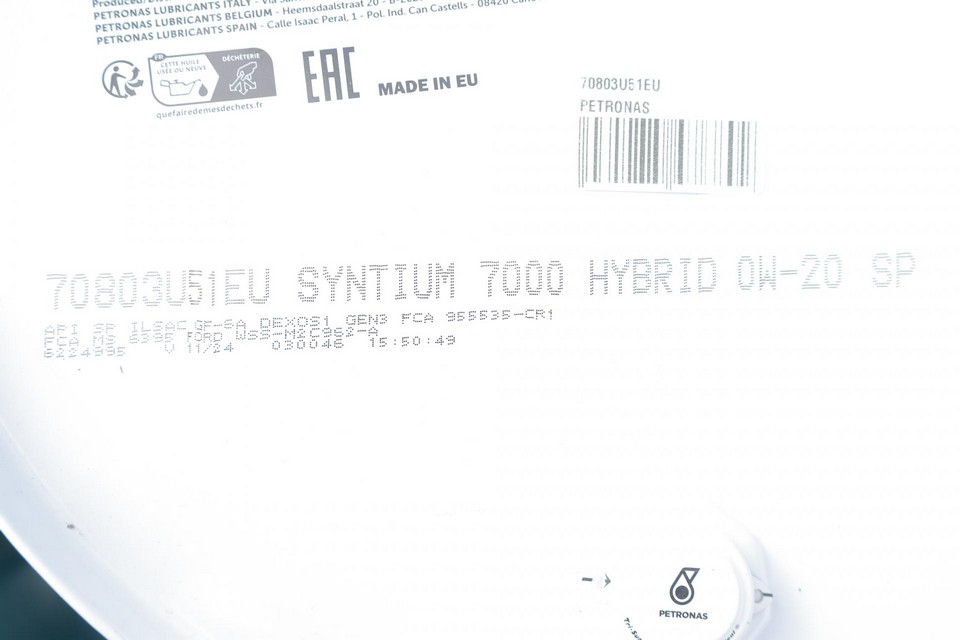 PETRONAS LUBRICANTS ITALY - Via
PETRONAS LUBRICANTS BELGIUM - Heemsdaalstraat 20 -
PETRONAS LUBRICANTS SPAIN - Calle Isaac Peral, 1 - Pol. Ind. Can Castells - 08420
FR
CETTE HUILE
USÉE OU NEUVE
DÉCHÈTERIE
quefairedemesdechets.fr
EAC
MADE IN EU
70803U51EU
PETRONAS
70803U51EU SYNTIUM 7000 HYBRID 0W-20 SP
API SP ILSAC GF-6A DEXOS1 GEN3 FCA 955535-CR1
FCA MS 6395 FORD WSS-M2C962-A
6224995 V 11/24 030046 15:50:49
PETRONAS